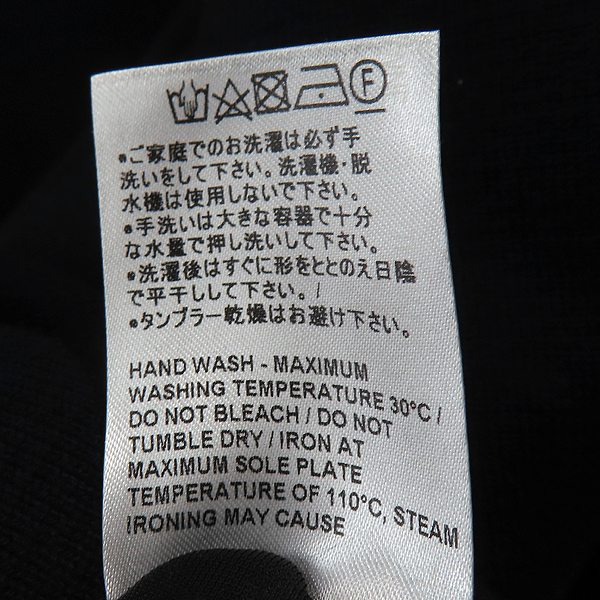 F
•ご家庭でのお洗濯は必ず手
洗いをして下さい。洗濯機・脱
水機は使用しないで下さい。
•手洗いは大きな容器で十分
な水量で押し洗いして下さい。
•洗濯後はすぐに形をととのえ日陰
で平干しして下さい。/
•タンブラー乾燥はお避け下さい。
HAND WASH - MAXIMUM
WASHING TEMPERATURE 30°C /
DO NOT BLEACH / DO NOT
TUMBLE DRY / IRON AT
MAXIMUM SOLE PLATE
TEMPERATURE OF 110°C, STEAM
IRONING MAY CAUSE